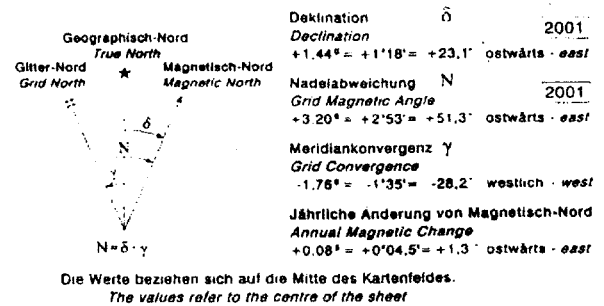 Geographisch-Nord
True North
Gitter-Nord
Grid North
Magnetisch-Nord
Magnetic North
δ
N
γ
N = δ - γ
Deklination δ
Declination
2001
+1.44ᵍ = +1°18' = +23,1⁻ ostwärts · east
Nadelabweichung N
Grid Magnetic Angle
2001
+3.20ᵍ = +2°53' = +51,3⁻ ostwärts · east
Meridiankonvergenz γ
Grid Convergence
-1.76ᵍ = -1°35' = -28,2⁻ westlich · west
Jährliche Änderung von Magnetisch-Nord
Annual Magnetic Change
+0.08ᵍ = +0°04,5' = +1,3⁻ ostwärts · east
Die Werte beziehen sich auf die Mitte des Kartenfeldes.
The values refer to the centre of the sheet